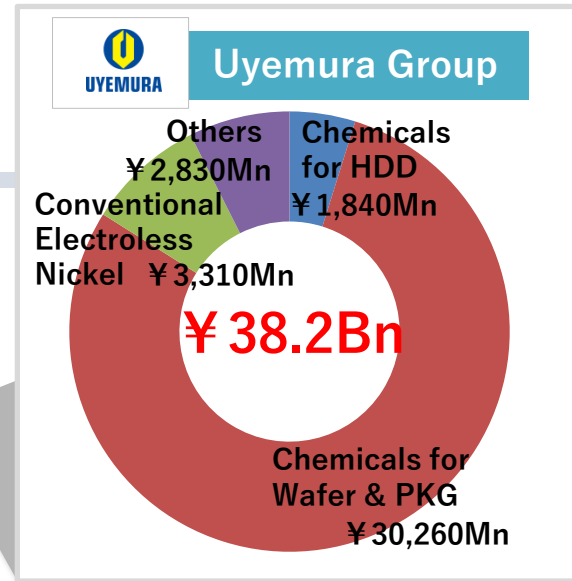 UYEMURA
Uyemura Group
Others
￥2,830Mn
Chemicals
for HDD
￥1,840Mn
Conventional
Electroless
Nickel ￥3,310Mn
￥38.2Bn
Chemicals for
Wafer & PKG
￥30,260Mn